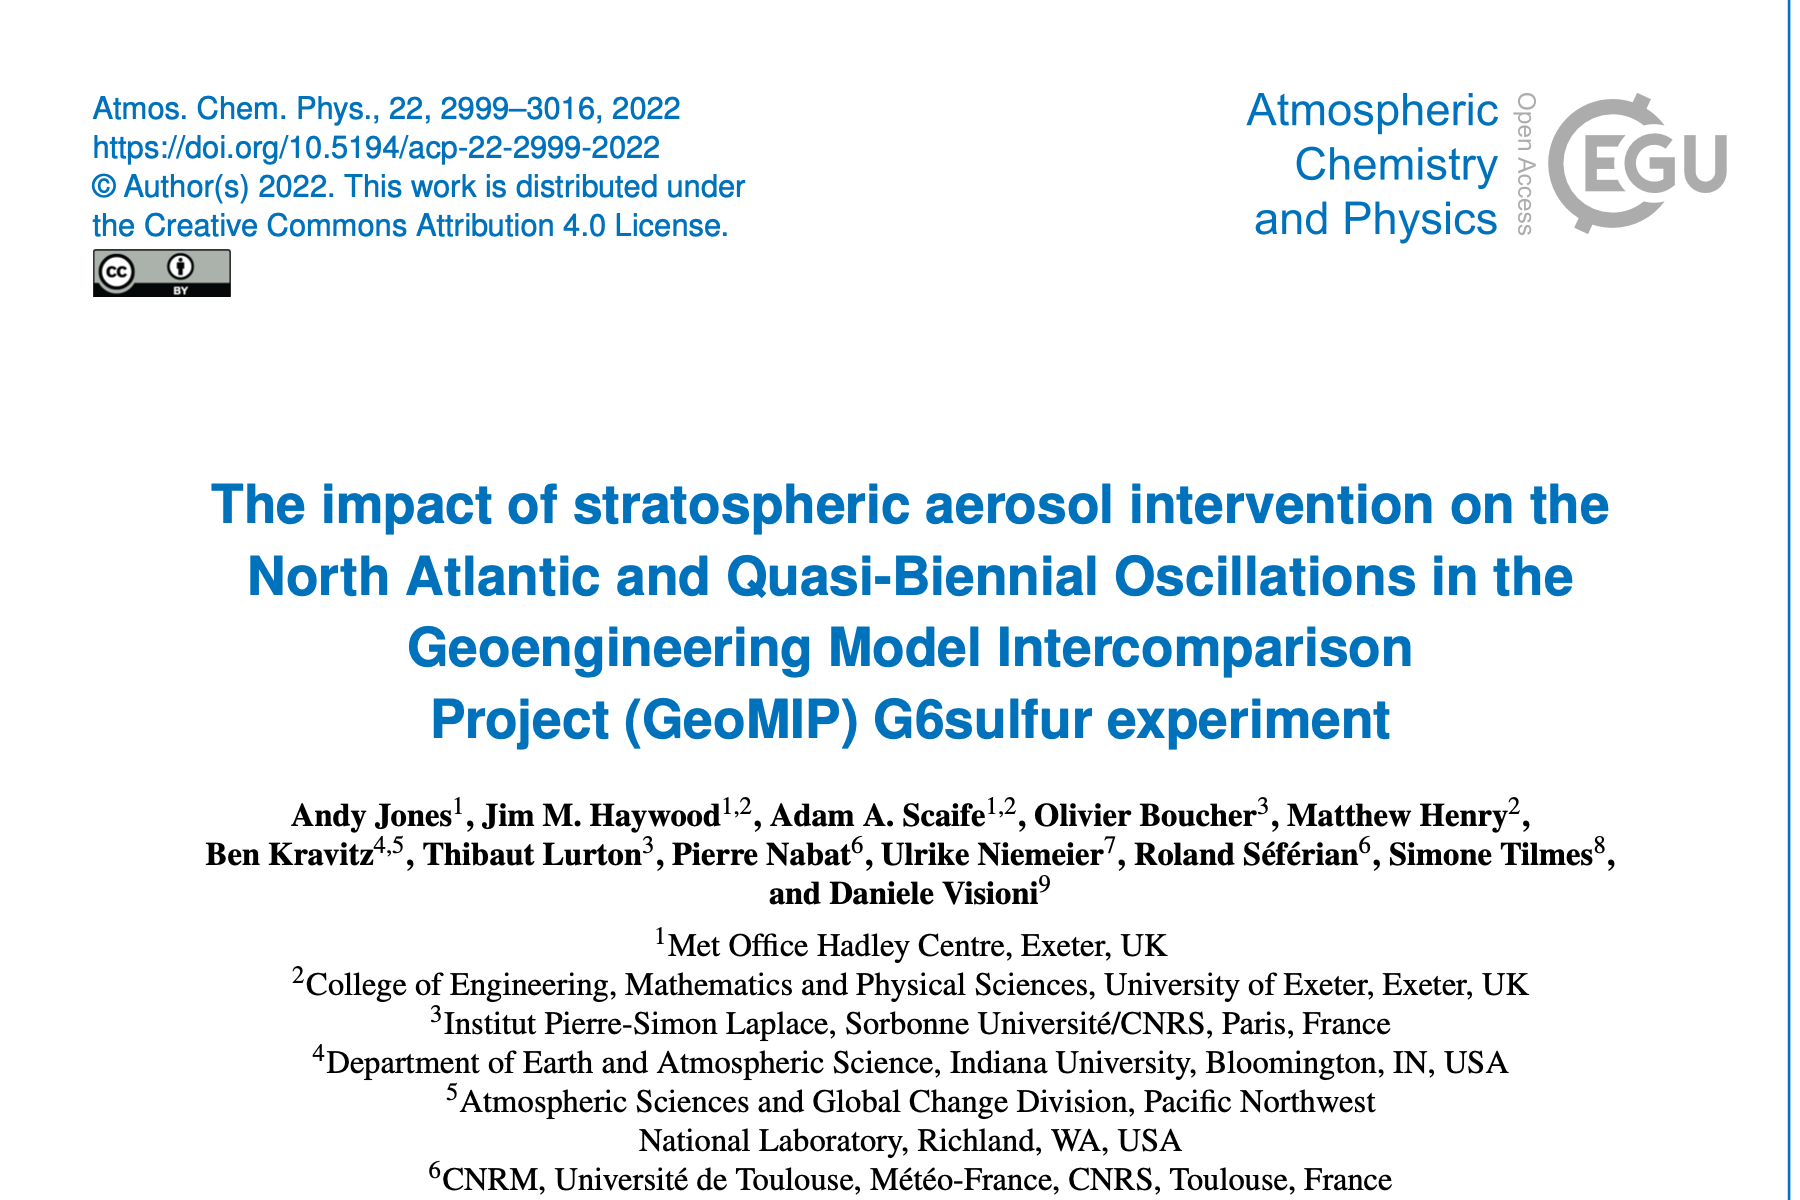 Atmos. Chem. Phys., 22, 2999–3016, 2022
https://doi.org/10.5194/acp-22-2999-2022
© Author(s) 2022. This work is distributed under
the Creative Commons Attribution 4.0 License.
cc
BY
Atmospheric
Chemistry
and Physics
Open Access
EGU
The impact of stratospheric aerosol intervention on the
North Atlantic and Quasi-Biennial Oscillations in the
Geoengineering Model Intercomparison
Project (GeoMIP) G6sulfur experiment
Andy Jones1, Jim M. Haywood1,2, Adam A. Scaife1,2, Olivier Boucher3, Matthew Henry2,
Ben Kravitz4,5, Thibaut Lurton3, Pierre Nabat6, Ulrike Niemeier7, Roland Séférian6, Simone Tilmes8,
and Daniele Visioni9
1Met Office Hadley Centre, Exeter, UK
2College of Engineering, Mathematics and Physical Sciences, University of Exeter, Exeter, UK
3Institut Pierre-Simon Laplace, Sorbonne Université/CNRS, Paris, France
4Department of Earth and Atmospheric Science, Indiana University, Bloomington, IN, USA
5Atmospheric Sciences and Global Change Division, Pacific Northwest
National Laboratory, Richland, WA, USA
6CNRM, Université de Toulouse, Météo-France, CNRS, Toulouse, France